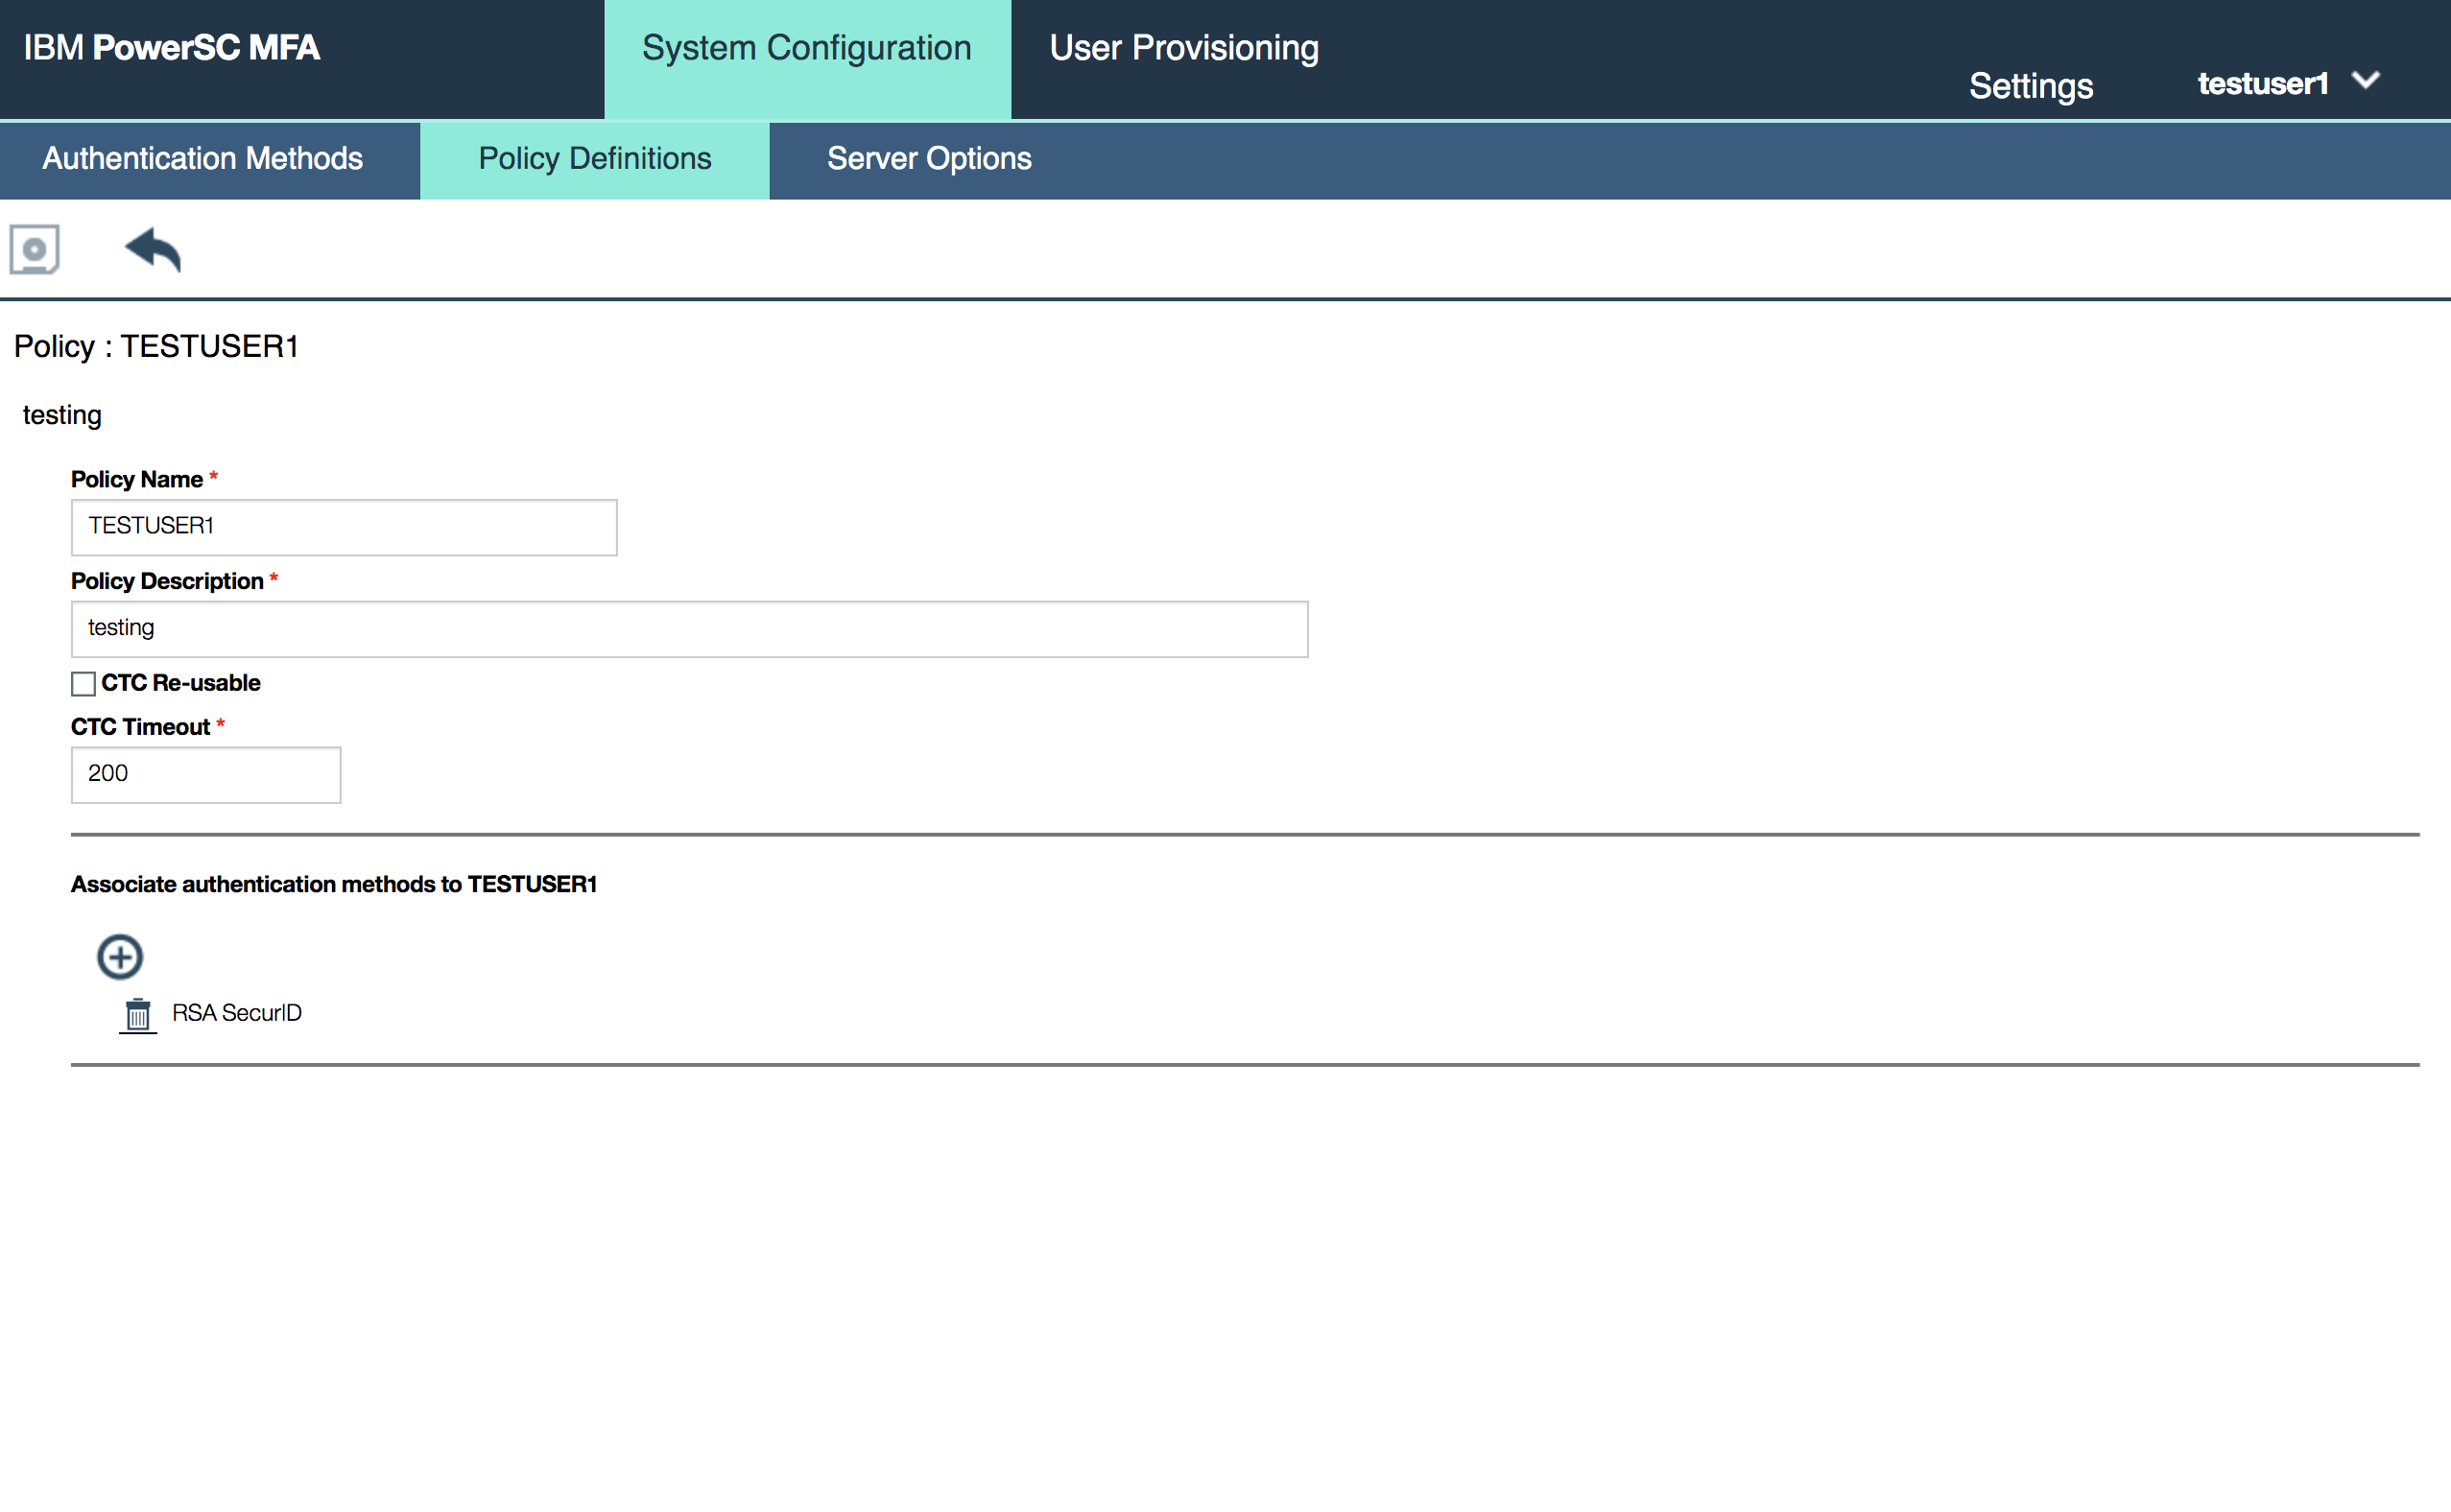 IBM PowerSC MFA
System Configuration
User Provisioning
Settings
testuser1
Authentication Methods
Policy Definitions
Server Options
Policy : TESTUSER1
testing
Policy Name *
TESTUSER1
Policy Description *
testing
CTC Re-usable
CTC Timeout *
200
Associate authentication methods to TESTUSER1
RSA SecurID